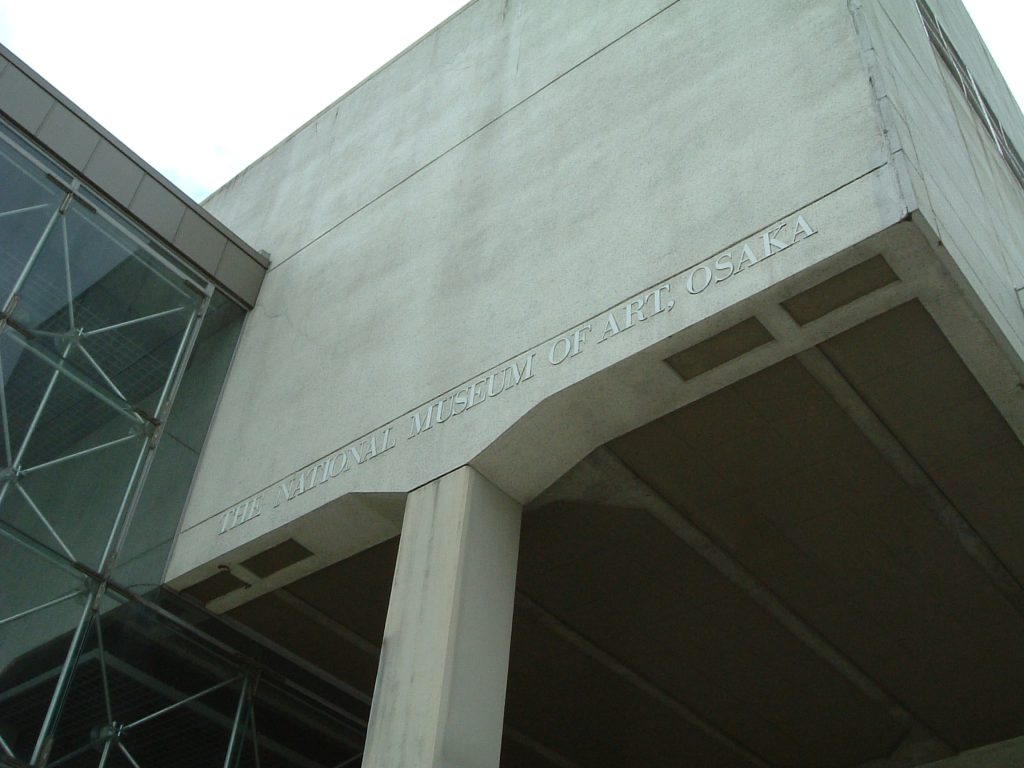 THE NATIONAL MUSEUM OF ART, OSAKA